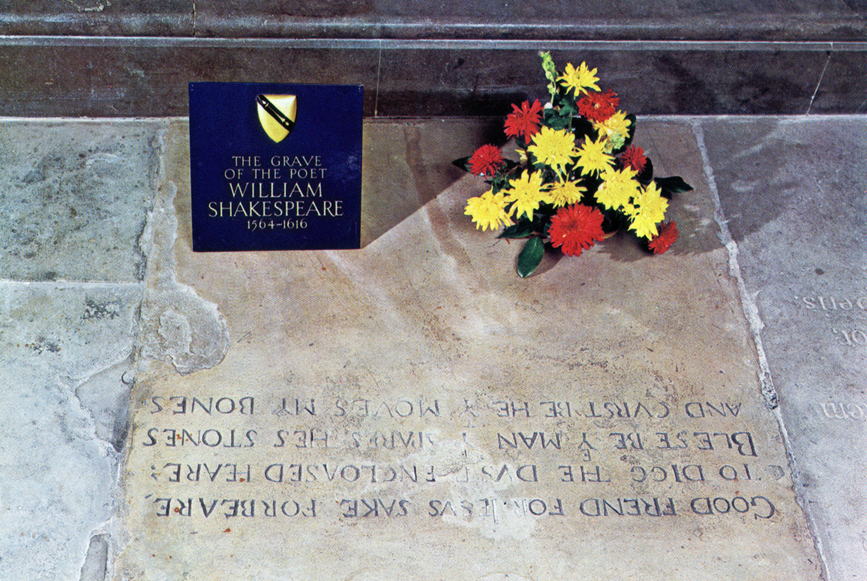 THE GRAVE
OF THE POET
WILLIAM
SHAKESPEARE
1564–1616
GOOD FREND FOR IESVS SAKE FORBEARE,
TO DIGG THE DVST ENCLOASED HEARE:
BLESE BE Y MAN Y SPARES THES STONES
AND CVRST BE HE Y MOVES MY BONES